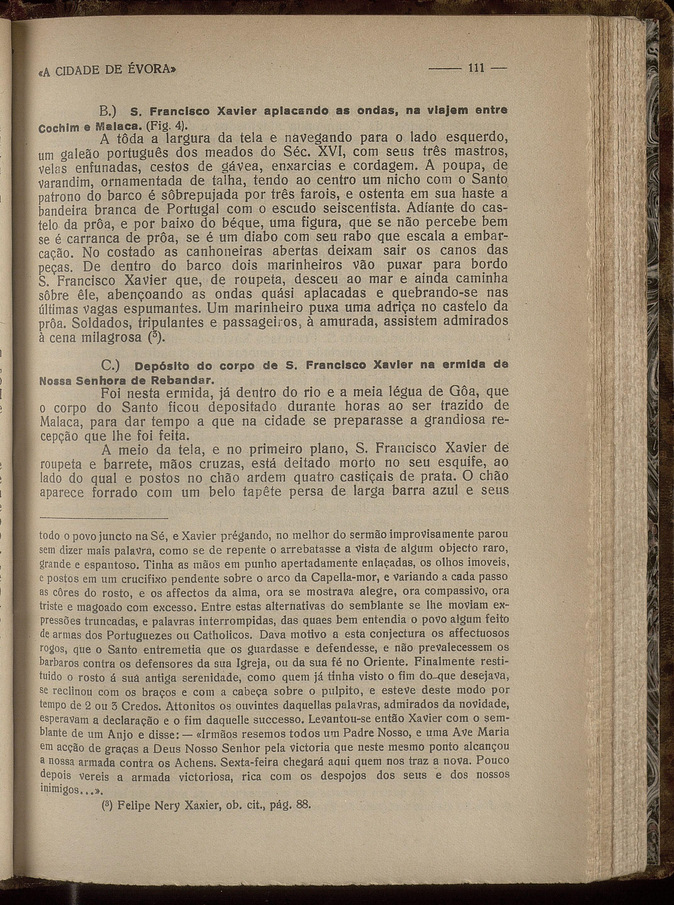 «A CIDADE DE ÉVORA» —— 111 —
B.) S. Francisco Xavier aplacando as ondas, na viajem entre
Cochim e Malaca. (Fig. 4).
A tôda a largura da tela e navegando para o lado esquerdo,
um galeão português dos meados do Séc. XVI, com seus três mastros,
velas enfunadas, cestos de gávea, enxarcias e cordagem. A poupa, de
varandim, ornamentada de talha, tendo ao centro um nicho com o Santo
patrono do barco é sôbrepujada por três farois, e ostenta em sua haste a
bandeira branca de Portugal com o escudo seiscentista. Adíante do cas-
telo da prôa, e por baixo do béque, uma figura, que se não percebe bem
se é carranca de prôa, se é um diabo com seu rabo que escala a embar-
cação. No costado as canhoneiras abertas deixam sair os canos das
peças. De dentro do barco dois marinheiros vão puxar para bordo
S. Francisco Xavier que, de roupeta, desceu ao mar e ainda caminha
sôbre êle, abençoando as ondas quási aplacadas e quebrando-se nas
últimas vagas espumantes. Um marinheiro puxa uma adriça no castelo da
prôa. Soldados, tripulantes e passageiros, à amurada, assistem admirados
à cena milagrosa (³).
C.) Depósito do corpo de S. Francisco Xavier na ermida de
Nossa Senhora de Rebandar.
Foi nesta ermida, já dentro do rio e a meia légua de Gôa, que
o corpo do Santo ficou depositado durante horas ao ser trazido de
Malaca, para dar tempo a que na cidade se preparasse a grandiosa re-
cepção que lhe foi feita.
A meio da tela, e no primeiro plano, S. Francisco Xavier de
roupeta e barrete, mãos cruzas, está deitado morto no seu esquife, ao
lado do qual e postos no chão ardem quatro castiçais de prata. O chão
aparece forrado com um belo tapête persa de larga barra azul e seus
todo o povo juncto na Sé, e Xavier prégando, no melhor do sermão improvisamente parou
sem dizer mais palavra, como se de repente o arrebatasse a vista de algum objecto raro,
grande e espantoso. Tinha as mãos em punho apertadamente enlaçadas, os olhos imoveis,
e postos em um crucifixo pendente sobre o arco da Capella-mor, e variando a cada passo
as côres do rosto, e os affectos da alma, ora se mostrava alegre, ora compassivo, ora
triste e magoado com excesso. Entre estas alternativas do semblante se lhe moviam ex-
pressões truncadas, e palavras interrompidas, das quaes bem entendia o povo algum feito
de armas dos Portuguezes ou Catholicos. Dava motivo a esta conjectura os affectuosos
rogos, que o Santo entremetia que os guardasse e defendesse, e não prevalecessem os
barbaros contra os defensores da sua Igreja, ou da sua fé no Oriente. Finalmente resti-
tuido o rosto á sua antiga serenidade, como quem já tinha visto o fim do que desejava,
se reclinou com os braços e com a cabeça sobre o pulpito, e esteve deste modo por
tempo de 2 ou 3 Credos. Attonitos os ouvintes daquellas palavras, admirados da novidade,
esperavam a declaração e o fim daquelle successo. Levantou-se então Xavier com o sem-
blante de um Anjo e disse: — «Irmãos resemos todos um Padre Nosso, e uma Ave Maria
em acção de graças a Deus Nosso Senhor pela victoria que neste mesmo ponto alcançou
a nossa armada contra os Achens. Sexta-feira chegará aqui quem nos traz a nova. Pouco
depois vereis a armada victoriosa, rica com os despojos dos seus e dos nossos
inimigos...».
(³) Felipe Nery Xaxier, ob. cit., pág. 88.